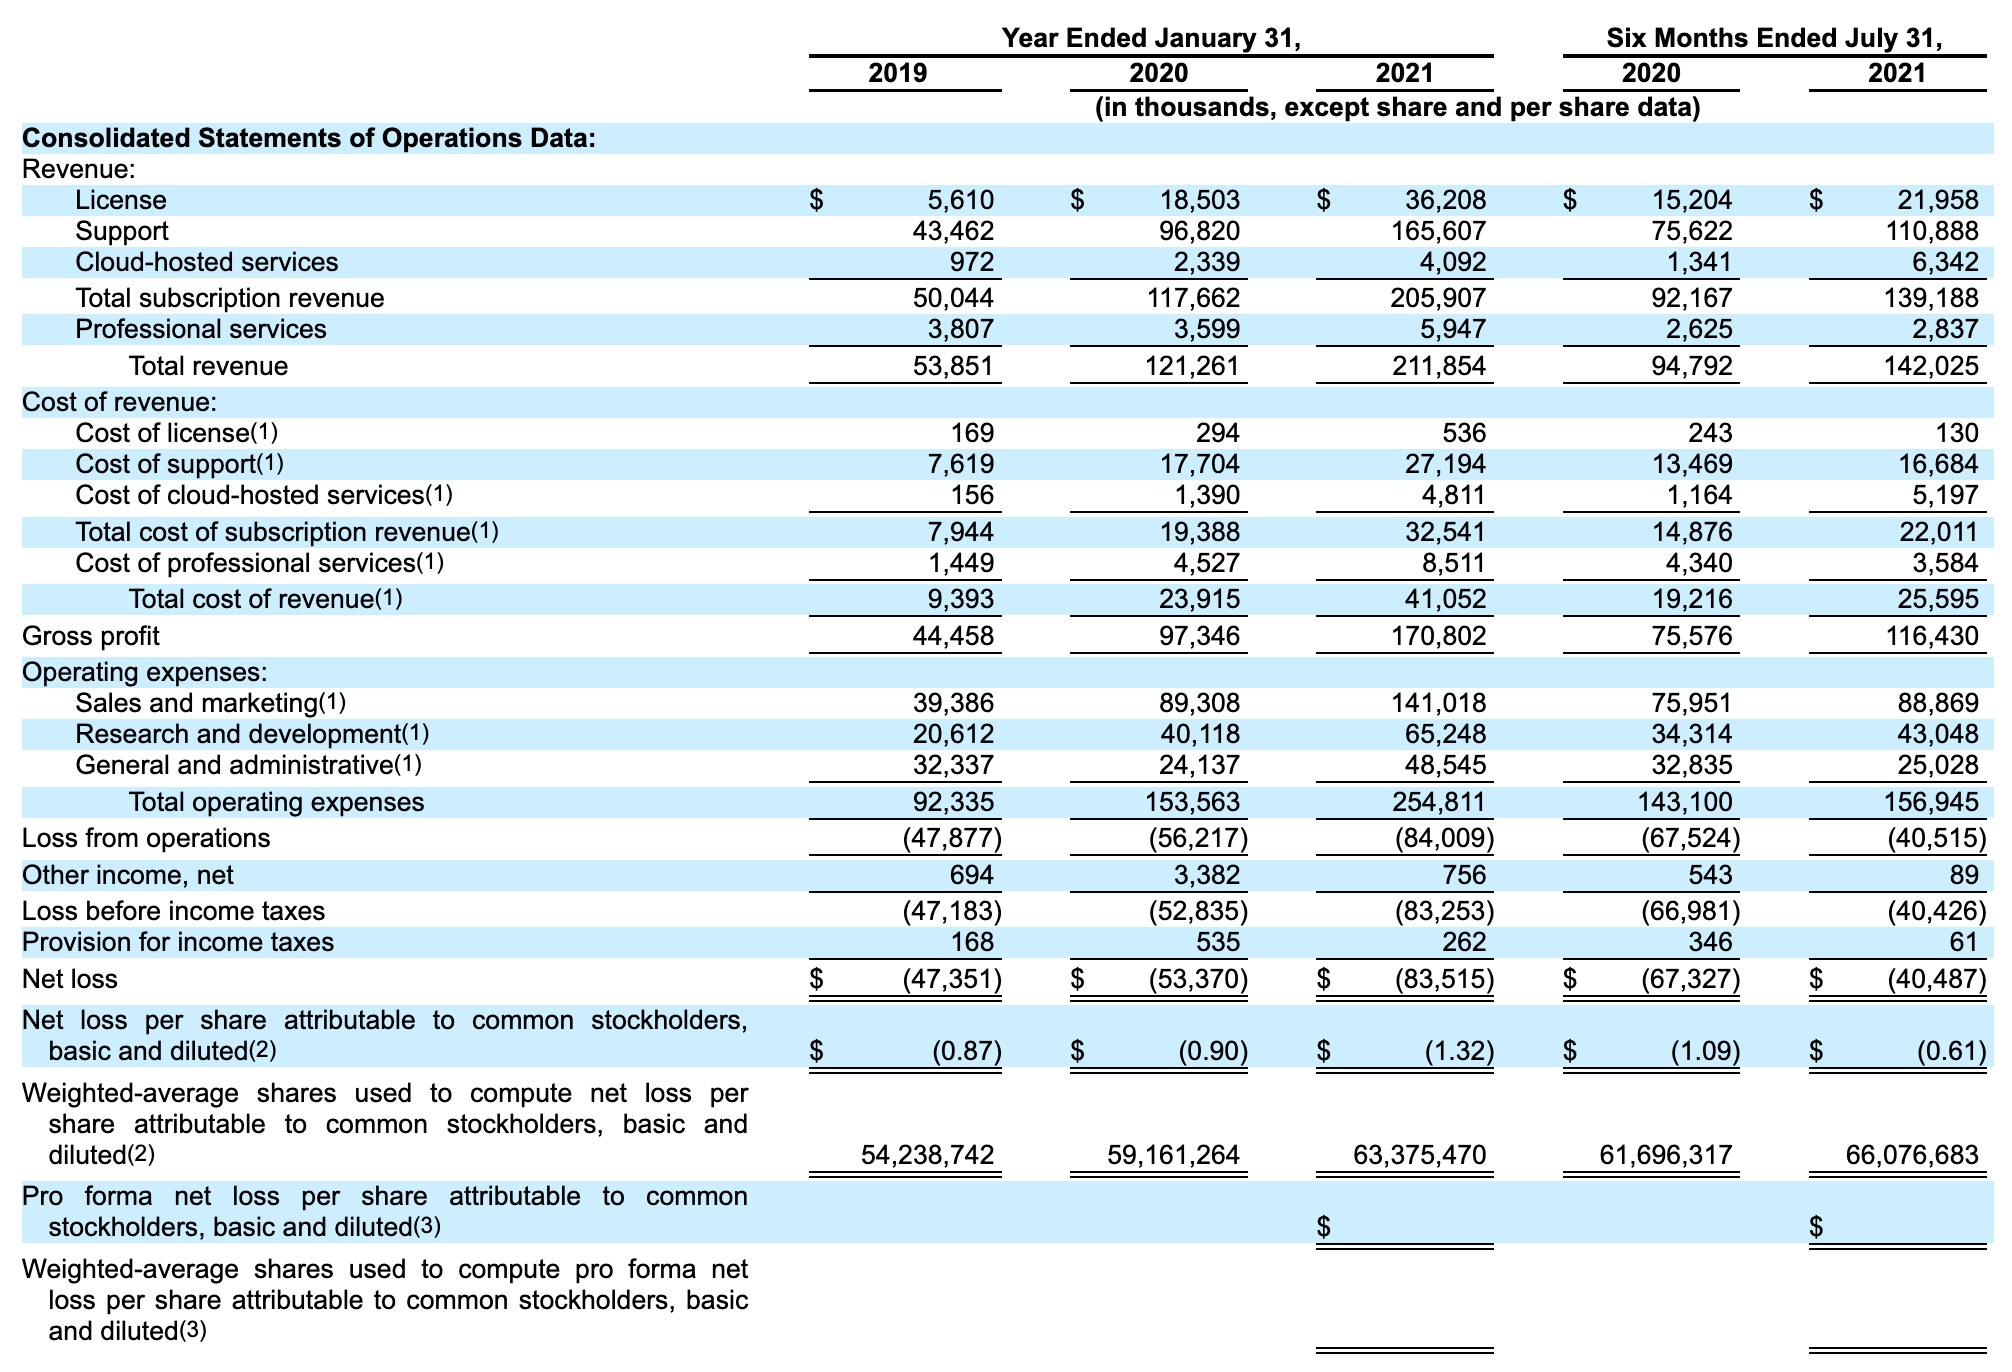 Year Ended January 31, Six Months Ended July 31,
2019 2020 2021 2020 2021
(in thousands, except share and per share data)
Consolidated Statements of Operations Data:
Revenue:
License $ 5,610 $ 18,503 $ 36,208 $ 15,204 $ 21,958
Support 43,462 96,820 165,607 75,622 110,888
Cloud-hosted services 972 2,339 4,092 1,341 6,342
Total subscription revenue 50,044 117,662 205,907 92,167 139,188
Professional services 3,807 3,599 5,947 2,625 2,837
Total revenue 53,851 121,261 211,854 94,792 142,025
Cost of revenue:
Cost of license(1) 169 294 536 243 130
Cost of support(1) 7,619 17,704 27,194 13,469 16,684
Cost of cloud-hosted services(1) 156 1,390 4,811 1,164 5,197
Total cost of subscription revenue(1) 7,944 19,388 32,541 14,876 22,011
Cost of professional services(1) 1,449 4,527 8,511 4,340 3,584
Total cost of revenue(1) 9,393 23,915 41,052 19,216 25,595
Gross profit 44,458 97,346 170,802 75,576 116,430
Operating expenses:
Sales and marketing(1) 39,386 89,308 141,018 75,951 88,869
Research and development(1) 20,612 40,118 65,248 34,314 43,048
General and administrative(1) 32,337 24,137 48,545 32,835 25,028
Total operating expenses 92,335 153,563 254,811 143,100 156,945
Loss from operations (47,877) (56,217) (84,009) (67,524) (40,515)
Other income, net 694 3,382 756 543 89
Loss before income taxes (47,183) (52,835) (83,253) (66,981) (40,426)
Provision for income taxes 168 535 262 346 61
Net loss $ (47,351) $ (53,370) $ (83,515) $ (67,327) $ (40,487)
Net loss per share attributable to common stockholders,
basic and diluted(2) $ (0.87) $ (0.90) $ (1.32) $ (1.09) $ (0.61)
Weighted-average shares used to compute net loss per
share attributable to common stockholders, basic and
diluted(2) 54,238,742 59,161,264 63,375,470 61,696,317 66,076,683
Pro forma net loss per share attributable to common
stockholders, basic and diluted(3) $ $
Weighted-average shares used to compute pro forma net
loss per share attributable to common stockholders, basic
and diluted(3)